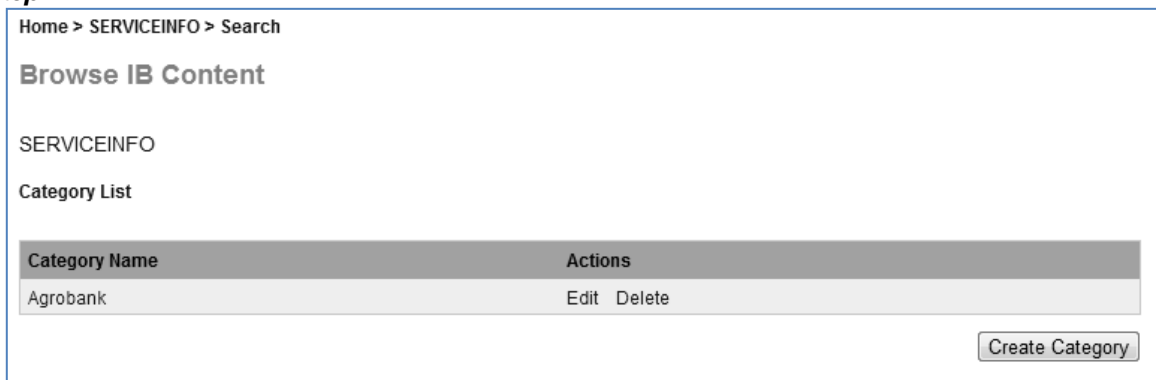 Home > SERVICEINFO > Search
Browse IB Content
SERVICEINFO
Category List
Category Name Actions
Agrobank Edit Delete
Create Category